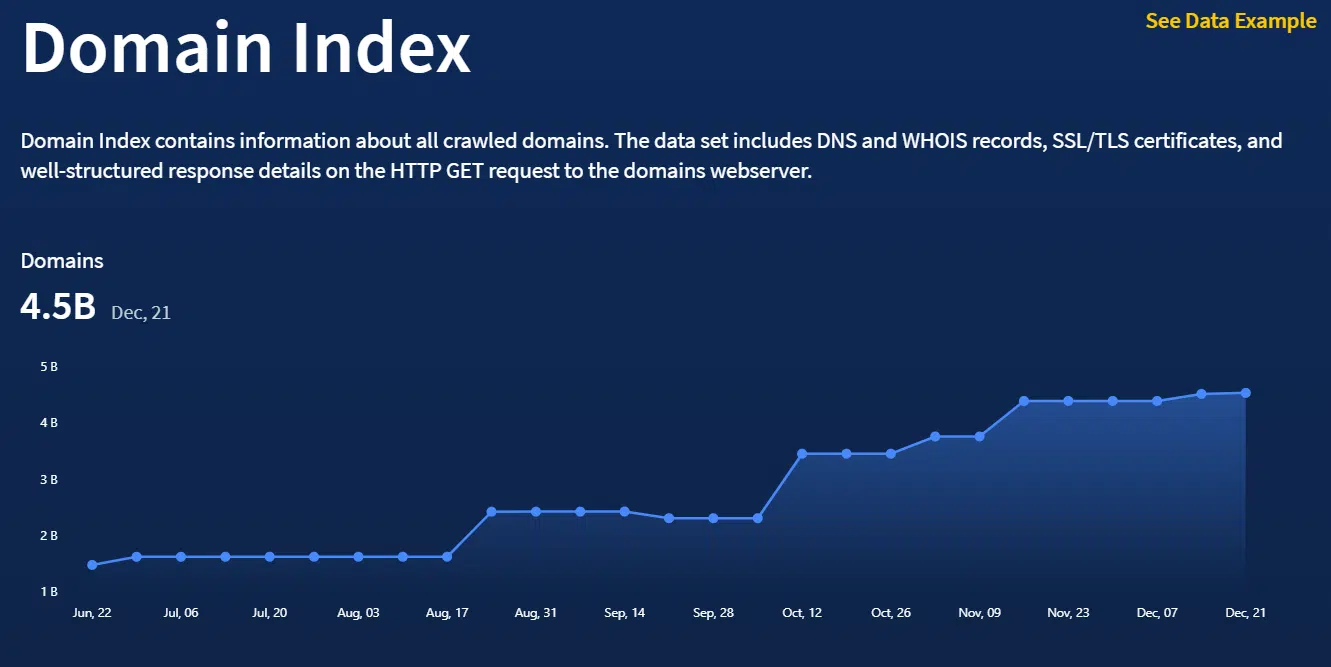 See Data Example
Domain Index
Domain Index contains information about all crawled domains. The data set includes DNS and WHOIS records, SSL/TLS certificates, and
well-structured response details on the HTTP GET request to the domains webserver.
Domains
4.5B Dec, 21
5 B
4 B
3 B
2 B
1 B
Jun, 22 Jul, 06 Jul, 20 Aug, 03 Aug, 17 Aug, 31 Sep, 14 Sep, 28 Oct, 12 Oct, 26 Nov, 09 Nov, 23 Dec, 07 Dec, 21